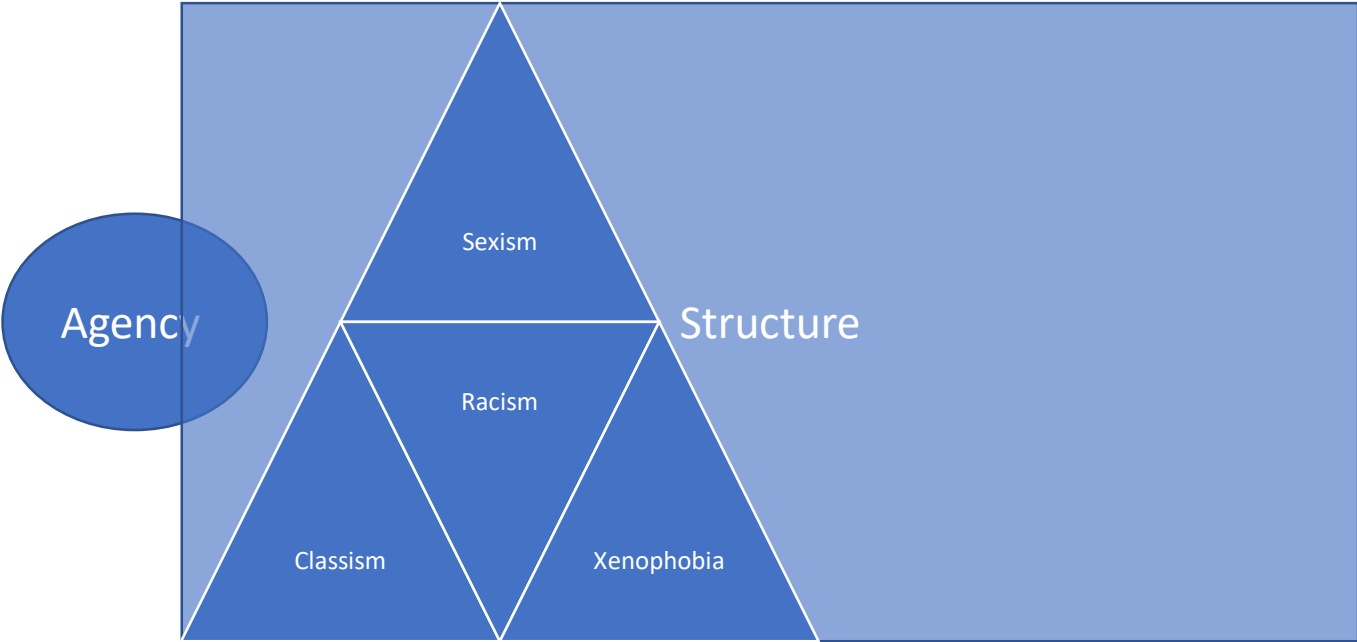 Sexism
Agency
Structure
Racism
Classism
Xenophobia